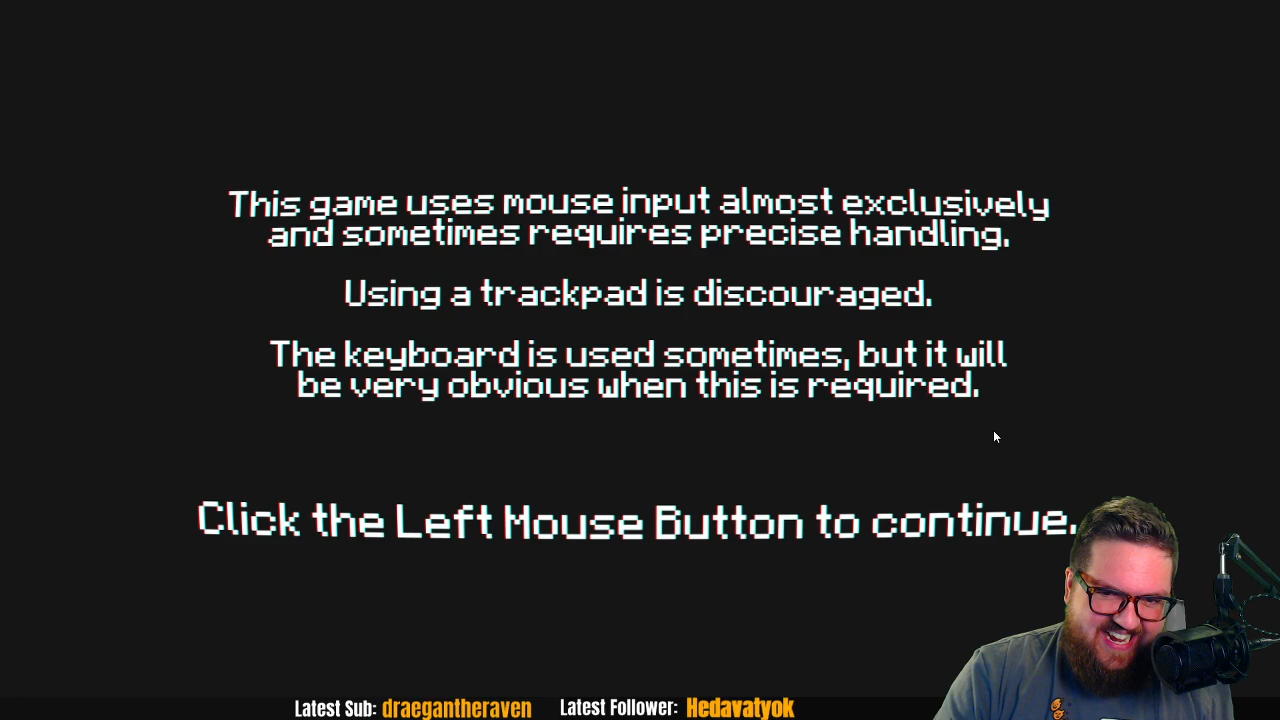 This game uses mouse input almost exclusively
and sometimes requires precise handling.
Using a trackpad is discouraged.
The keyboard is used sometimes, but it will
be very obvious when this is required.
Click the Left Mouse Button to continue.
Latest Sub: draegantheraven Latest Follower: Hedavatyok